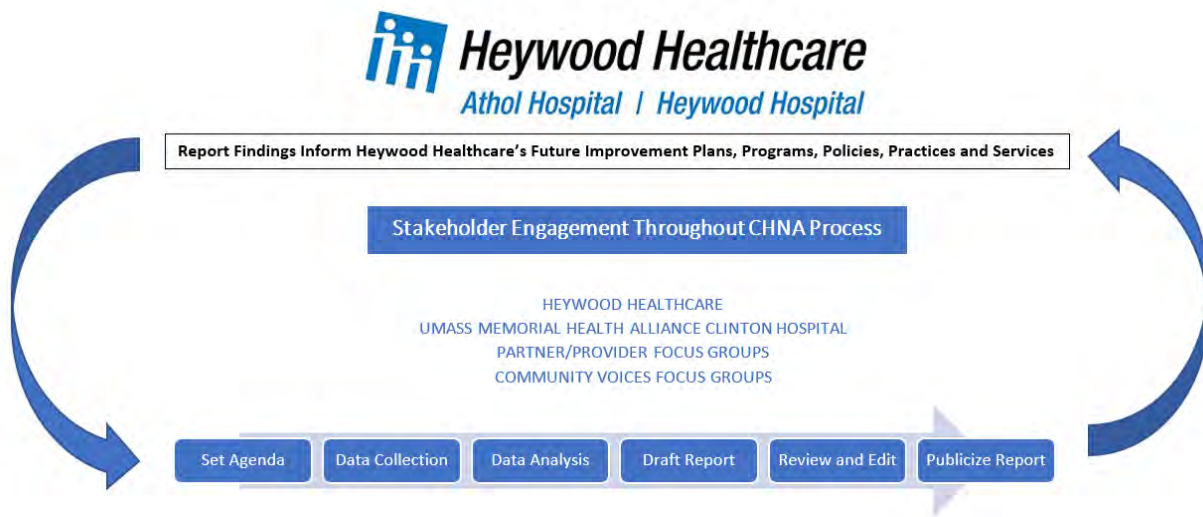 Heywood Healthcare
Athol Hospital | Heywood Hospital
Report Findings Inform Heywood Healthcare's Future Improvement Plans, Programs, Policies, Practices and Services
Stakeholder Engagement Throughout CHNA Process
HEYWOOD HEALTHCARE
UMASS MEMORIAL HEALTH ALLIANCE CLINTON HOSPITAL
PARTNER/PROVIDER FOCUS GROUPS
COMMUNITY VOICES FOCUS GROUPS
Set Agenda
Data Collection
Data Analysis
Draft Report
Review and Edit
Publicize Report